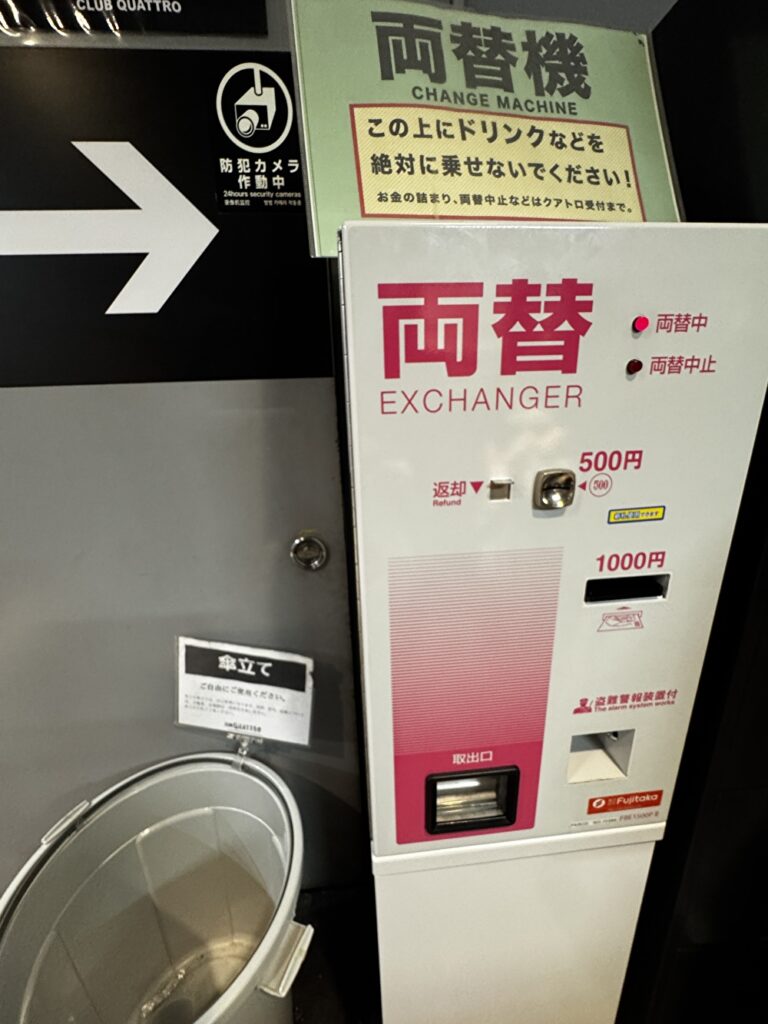 CLUB QUATTRO
両替機
CHANGE MACHINE
この上にドリンクなどを
絶対に乗せないでください!
お金の詰まり、両替中止などはクアトロ受付まで。
防犯カメラ
作動中
24hours security cameras
両替
EXCHANGER
両替中
両替中止
500円
返却▼
Refund
500
1000円
盗難警報装置付
The alarm system works
取出口
Fujitaka
傘立て
ご自由にご使用ください。
QUATTRO